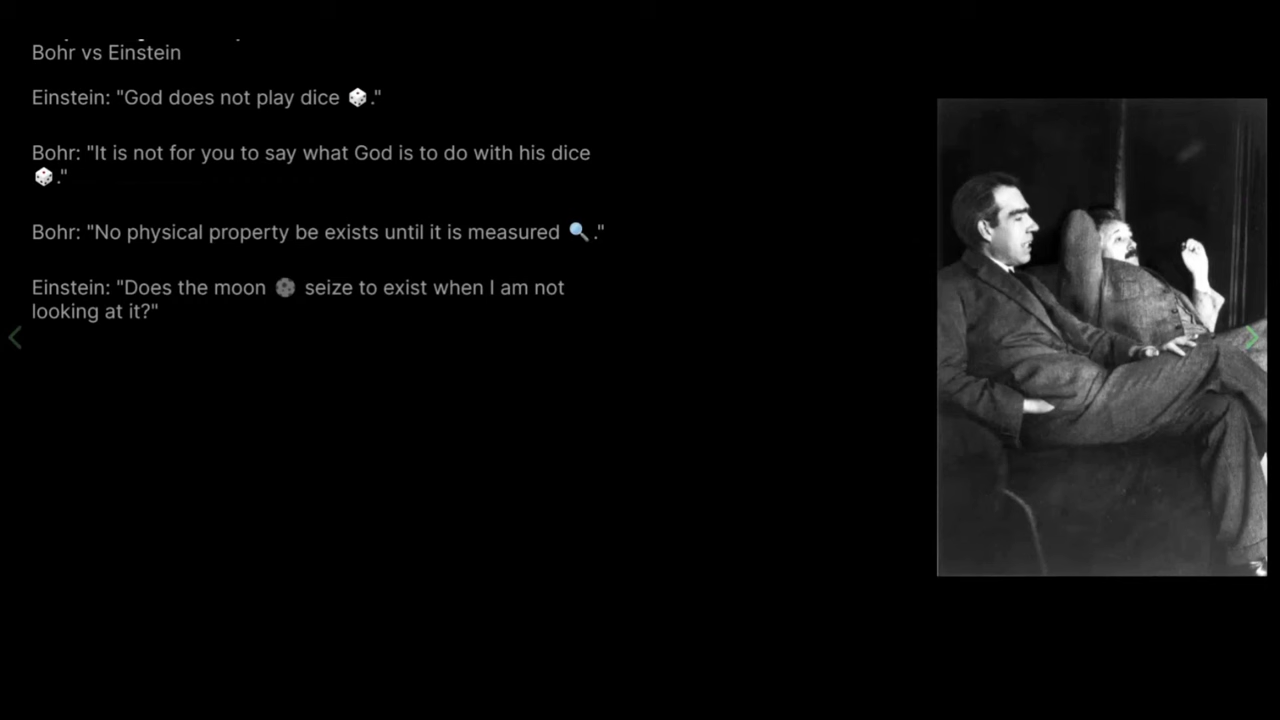 Bohr vs Einstein
Einstein: "God does not play dice 🎲."
Bohr: "It is not for you to say what God is to do with his dice
🎲."
Bohr: "No physical property be exists until it is measured 🔍."
Einstein: "Does the moon 🌑 seize to exist when I am not
looking at it?"